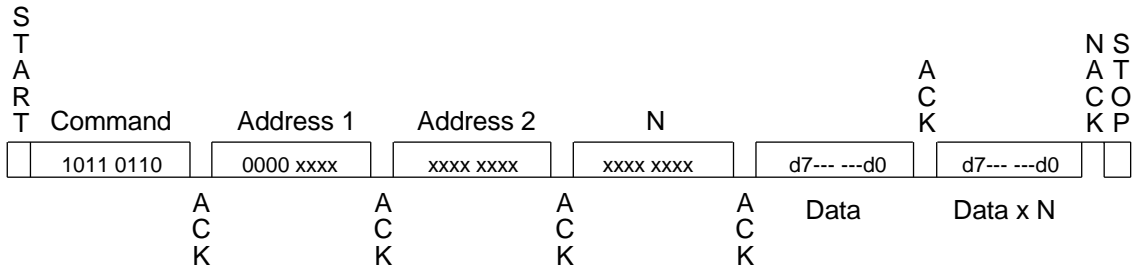 START
NACK
STOP
ACK
Command
Address 1
Address 2
N
1011 0110
0000 xxxx
xxxx xxxx
xxxx xxxx
d7--- ---d0
d7--- ---d0
ACK
ACK
ACK
ACK
Data
Data x N